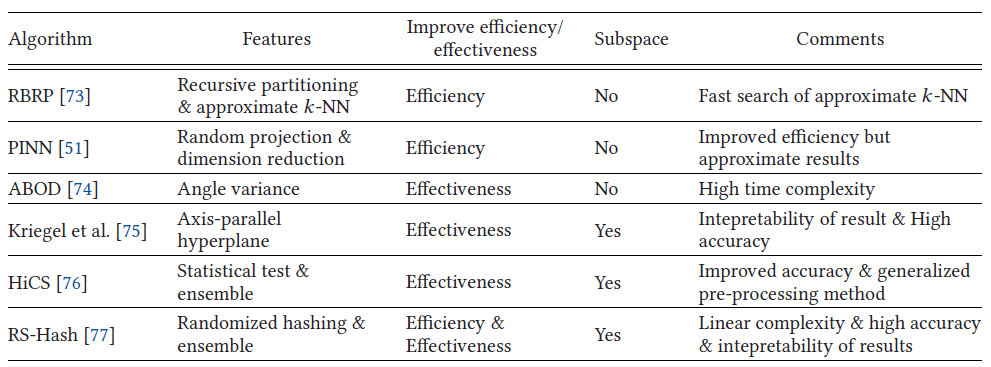 Algorithm Features Improve efficiency/ effectiveness Subspace Comments
RBRP [73] Recursive partitioning & approximate k-NN Efficiency No Fast search of approximate k-NN
PINN [51] Random projection & dimension reduction Efficiency No Improved efficiency but approximate results
ABOD [74] Angle variance Effectiveness No High time complexity
Kriegel et al. [75] Axis-parallel hyperplane Effectiveness Yes Intepretability of result & High accuracy
HiCS [76] Statistical test & ensemble Effectiveness Yes Improved accuracy & generalized pre-processing method
RS-Hash [77] Randomized hashing & ensemble Efficiency & Effectiveness Yes Linear complexity & high accuracy & intepretability of results